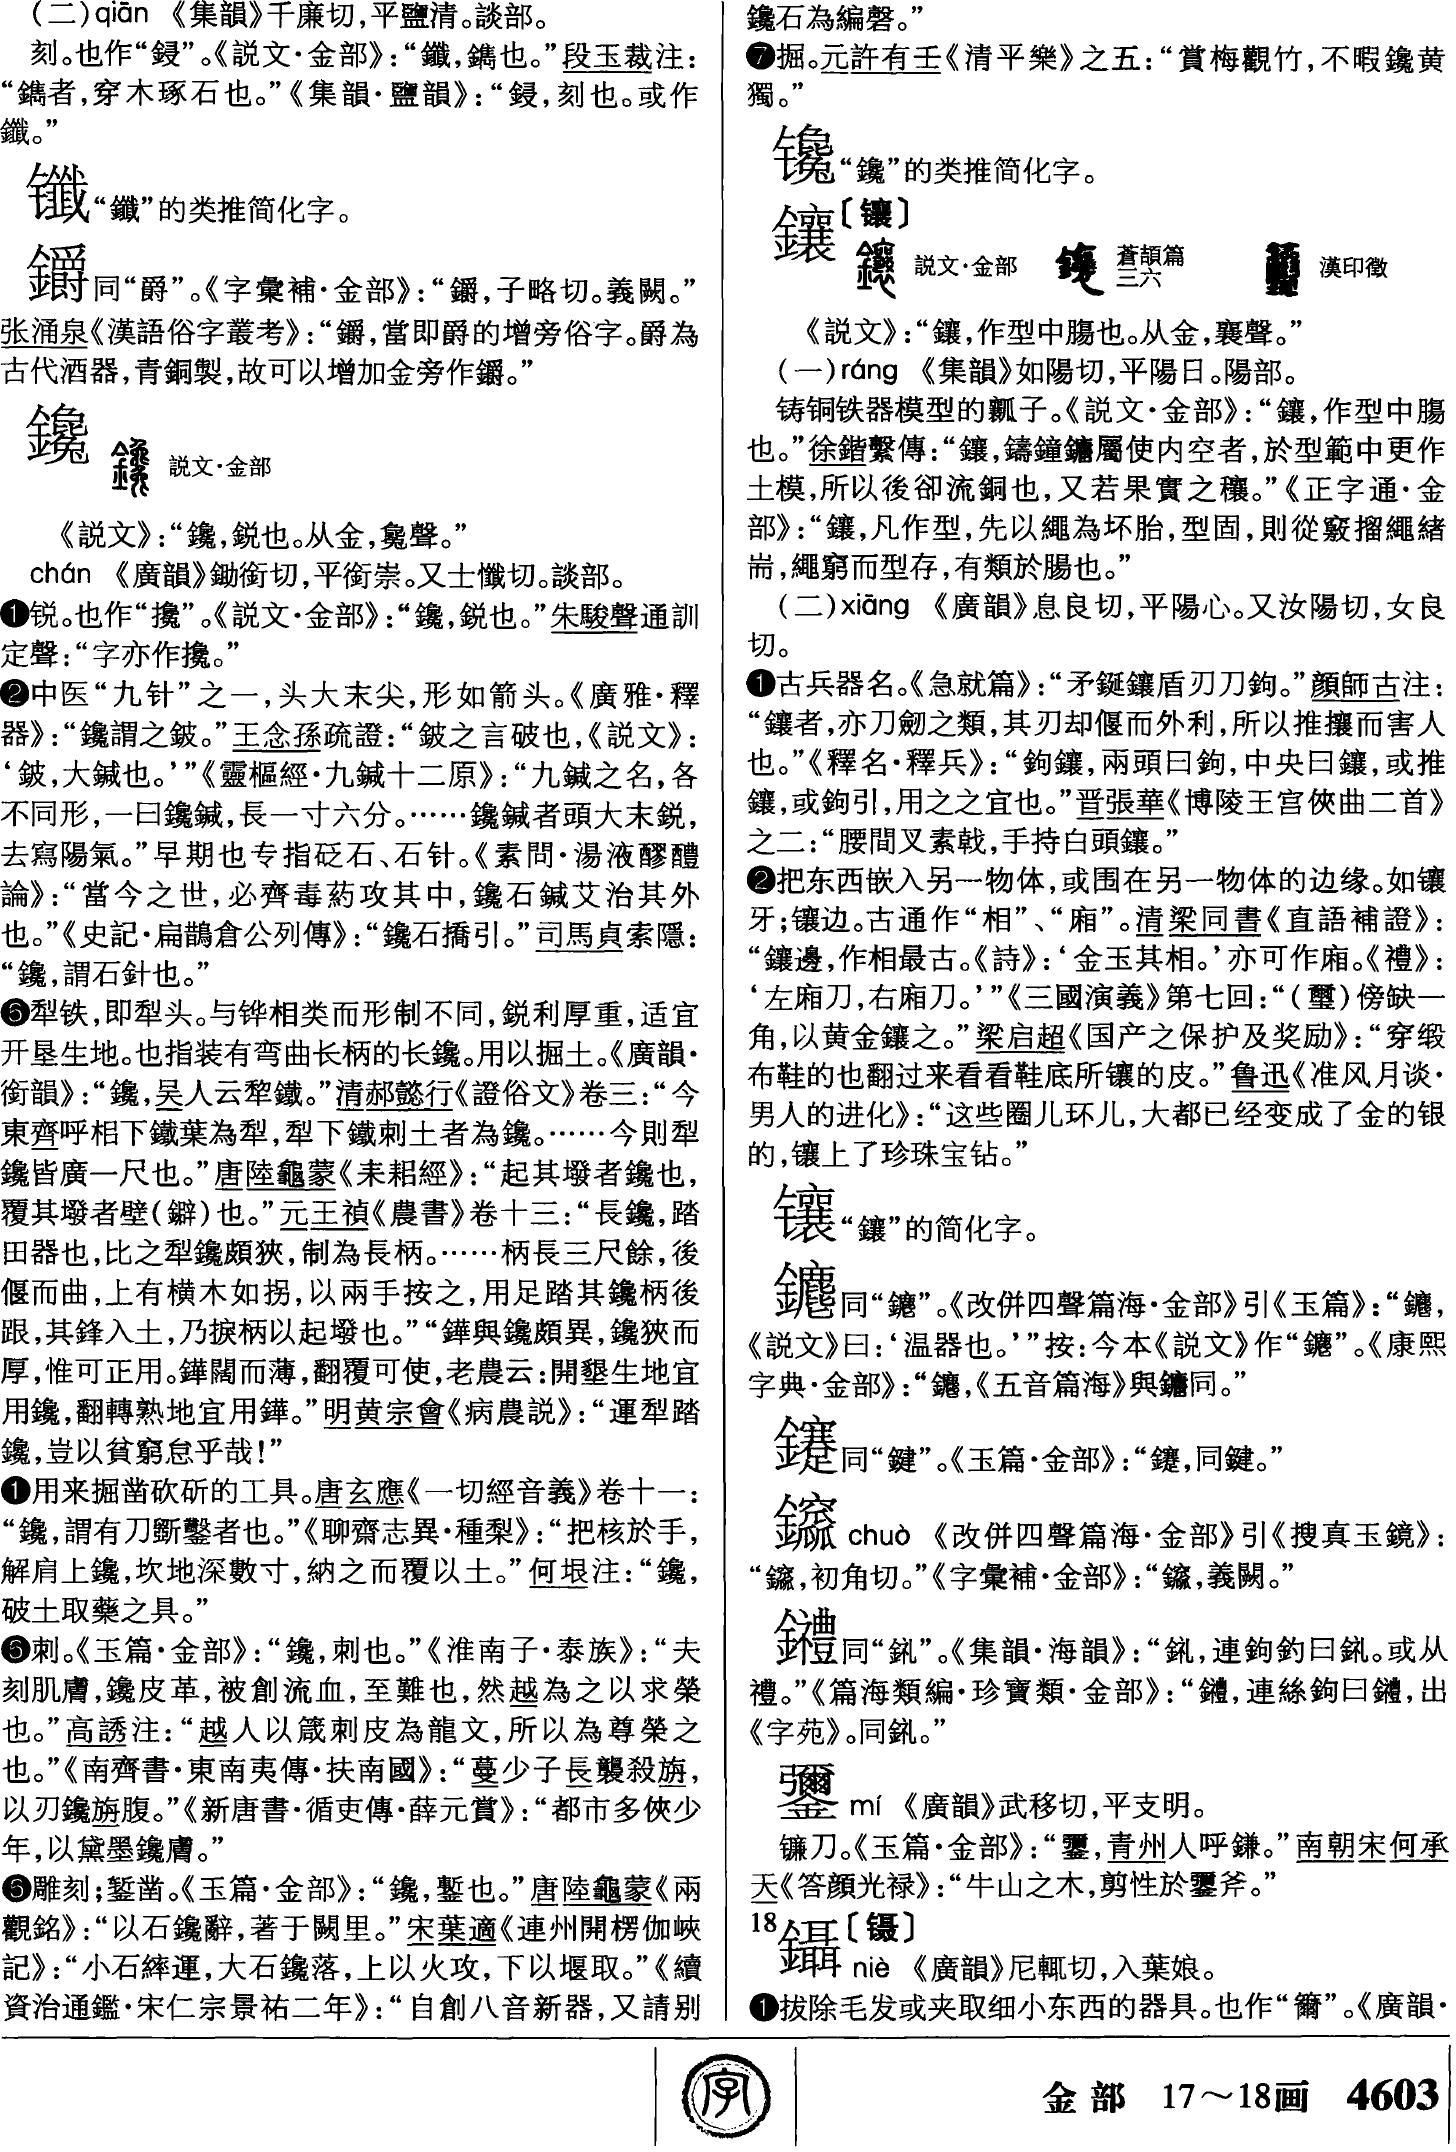 (二)qiān 《集韻》千廉切,平鹽清。談部。
刻。也作“鋟”。《説文·金部》:“鑯,鐫也。”段玉裁注:
“鐫者,穿木琢石也。”《集韻·鹽韻》:“鋟,刻也。或作
鑯。”
“鑯”的类推简化字。
同“爵”。《字彙補·金部》:“𨰜,子略切。義闕。”
张涌泉《漢語俗字叢考》:“𨰜,當即爵的增旁俗字。爵為
古代酒器,青銅製,故可以增加金旁作𨰜。”
鑱 説文·金部
《説文》:“鑱,鋭也。从金,毚聲。”
chán 《廣韻》鋤銜切,平銜崇。又士懺切。談部。
❶锐。也作“攙”。《説文·金部》:“鑱,鋭也。”朱駿聲通訓
定聲:“字亦作攙。”
❷中医“九针”之一,头大末尖,形如箭头。《廣雅·釋
器》:“鑱謂之鈹。”王念孫疏證:“鈹之言破也,《説文》:
‘鈹,大鍼也。’”《靈樞經·九鍼十二原》:“九鍼之名,各
不同形,一曰鑱鍼,長一寸六分。……鑱鍼者頭大末鋭,
去寫陽氣。”早期也专指砭石、石针。《素問·湯液醪醴
論》:“當今之世,必齊毒葯攻其中,鑱石鍼艾治其外
也。”《史記·扁鵲倉公列傳》:“鑱石撟引。”司馬貞索隱:
“鑱,謂石針也。”
❸犁铁,即犁头。与铧相类而形制不同,鋭利厚重,适宜
开垦生地。也指装有弯曲长柄的长鑱。用以掘土。《廣韻·
銜韻》:“鑱,吴人云犂鐵。”清郝懿行《證俗文》卷三:“今
東齊呼相下鐵葉為犁,犁下鐵刺土者為鑱。……今則犁
鑱皆廣一尺也。”唐陸龜蒙《耒耜經》:“起其墢者鑱也,
覆其墢者壁(鐴)也。”元王禎《農書》卷十三:“長鑱,踏
田器也,比之犁鑱頗狹,制為長柄。……柄長三尺餘,後
偃而曲,上有横木如拐,以兩手按之,用足踏其鑱柄後
跟,其鋒入土,乃捩柄以起墢也。”“鏵與鑱頗異,鑱狹而
厚,惟可正用。鏵闊而薄,翻覆可使,老農云:開墾生地宜
用鑱,翻轉熟地宜用鏵。”明黄宗會《病農説》:“運犁踏
鑱,豈以貧窮怠乎哉!”
❹用来掘凿砍斫的工具。唐玄應《一切經音義》卷十一:
“鑱,謂有刀斵鑿者也。”《聊齋志異·種梨》:“把核於手,
解肩上鑱,坎地深數寸,納之而覆以土。”何垠注:“鑱,
破土取藥之具。”
❺刺。《玉篇·金部》:“鑱,刺也。”《淮南子·泰族》:“夫
刻肌膚,鑱皮革,被創流血,至難也,然越為之以求榮
也。”高誘注:“越人以箴刺皮為龍文,所以為尊榮之
也。”《南齊書·東南夷傳·扶南國》:“蔓少子長襲殺旃,
以刃鑱旃腹。”《新唐書·循吏傳·薛元賞》:“都市多俠少
年,以黛墨鑱膚。”
❻雕刻;錾凿。《玉篇·金部》:“鑱,鏨也。”唐陸龜蒙《兩
觀銘》:“以石鑱辭,著于闕里。”宋葉適《連州開楞伽峽
記》:“小石縴運,大石鑱落,上以火攻,下以堰取。”《續
資治通鑑·宋仁宗景祐二年》:“自創八音新器,又請别
鑱石為編磬。”
❼掘。元許有壬《清平樂》之五:“賞梅觀竹,不暇鑱黄
獨。”
镵“鑱”的类推简化字。
鑲〔镶〕
説文·金部 蒼頡篇三六 漢印徵
《説文》:“鑲,作型中腸也。从金,襄聲。”
(一)ráng 《集韻》如陽切,平陽日。陽部。
铸铜铁器模型的瓤子。《説文·金部》:“鑲,作型中腸
也。”徐鍇繫傳:“鑲,鑄鐘鑣屬使内空者,於型範中更作
土模,所以後卻流銅也,又若果實之穰。”《正字通·金
部》:“鑲,凡作型,先以繩為坏胎,型固,則從竅搢繩緒
耑,繩窮而型存,有類於腸也。”
(二)xiāng 《廣韻》息良切,平陽心。又汝陽切,女良
切。
❶古兵器名。《急就篇》:“矛鋋鑲盾刃刀鉤。”顔師古注:
“鑲者,亦刀劒之類,其刃却偃而外利,所以推攘而害人
也。”《釋名·釋兵》:“鉤鑲,兩頭曰鉤,中央曰鑲,或推
鑲,或鉤引,用之之宜也。”晋張華《博陵王宫俠曲二首》
之二:“腰間叉素戟,手持白頭鑲。”
❷把东西嵌入另一物体,或围在另一物体的边缘。如镶
牙;镶边。古通作“相”、“廂”。清梁同書《直語補證》:
“鑲邊,作相最古。《詩》:‘金玉其相。’亦可作廂。《禮》:
‘左廂刀,右廂刀。’”《三國演義》第七回:“(璽)傍缺一
角,以黄金鑲之。”梁启超《国产之保护及奖励》:“穿缎
布鞋的也翻过来看看鞋底所镶的皮。”鲁迅《准风月谈·
男人的进化》:“这些圈儿环儿,大都已经变成了金的银
的,镶上了珍珠宝钻。”
镶“鑲”的简化字。
同“鑣”。《改併四聲篇海·金部》引《玉篇》:“
《説文》曰:‘温器也。’”按:今本《説文》作“鑣”。《康熙
字典·金部》:“《五音篇海》與鑣同。”
同“鍵”。《玉篇·金部》:“同鍵。”
chuò 《改併四聲篇海·金部》引《搜真玉鏡》:
“初角切。”《字彙補·金部》:“義闕。”
同“釓”。《集韻·海韻》:“釓,連鉤釣曰釓。或从
禮。”《篇海類編·珍寶類·金部》:“連絲鉤曰出
《字苑》。同釓。”
mí 《廣韻》武移切,平支明。
镰刀。《玉篇·金部》:“青州人呼鎌。”南朝宋何承
天《答顔光禄》:“牛山之木,剪性於斧。”
18鑷〔镊〕
niè 《廣韻》尼輒切,入葉娘。
❶拔除毛发或夹取细小东西的器具。也作“籋”。《廣韻·
字
金部 17～18画 4603